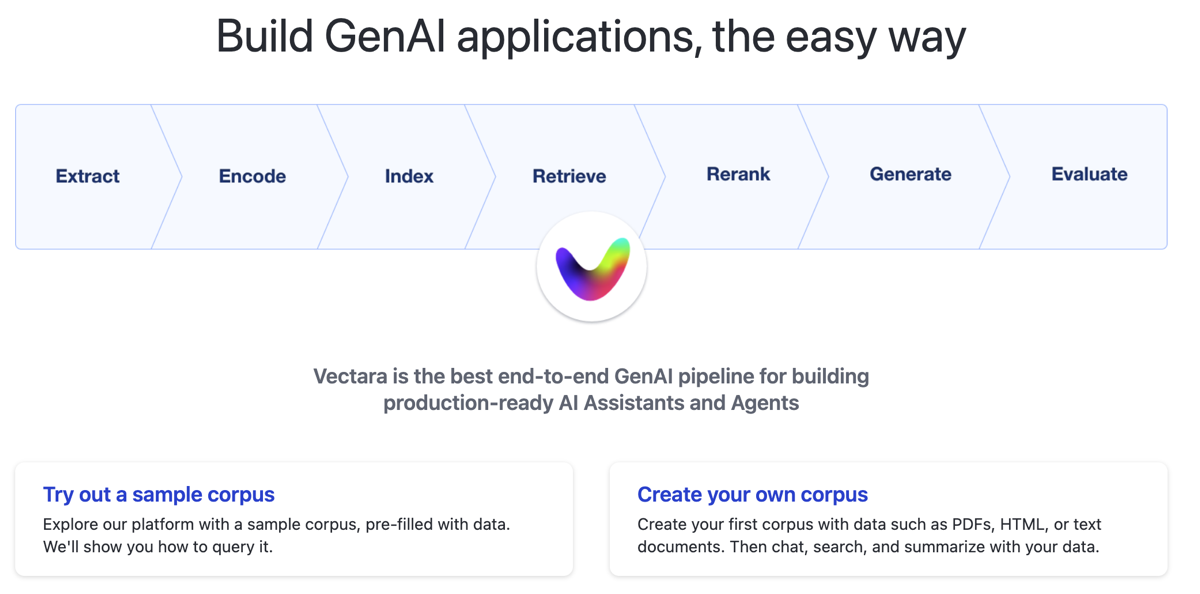 Build GenAI applications, the easy way
Extract
Encode
Index
Retrieve
Rerank
Generate
Evaluate
Vectara is the best end-to-end GenAI pipeline for building
production-ready AI Assistants and Agents
Try out a sample corpus
Explore our platform with a sample corpus, pre-filled with data.
We'll show you how to query it.
Create your own corpus
Create your first corpus with data such as PDFs, HTML, or text
documents. Then chat, search, and summarize with your data.